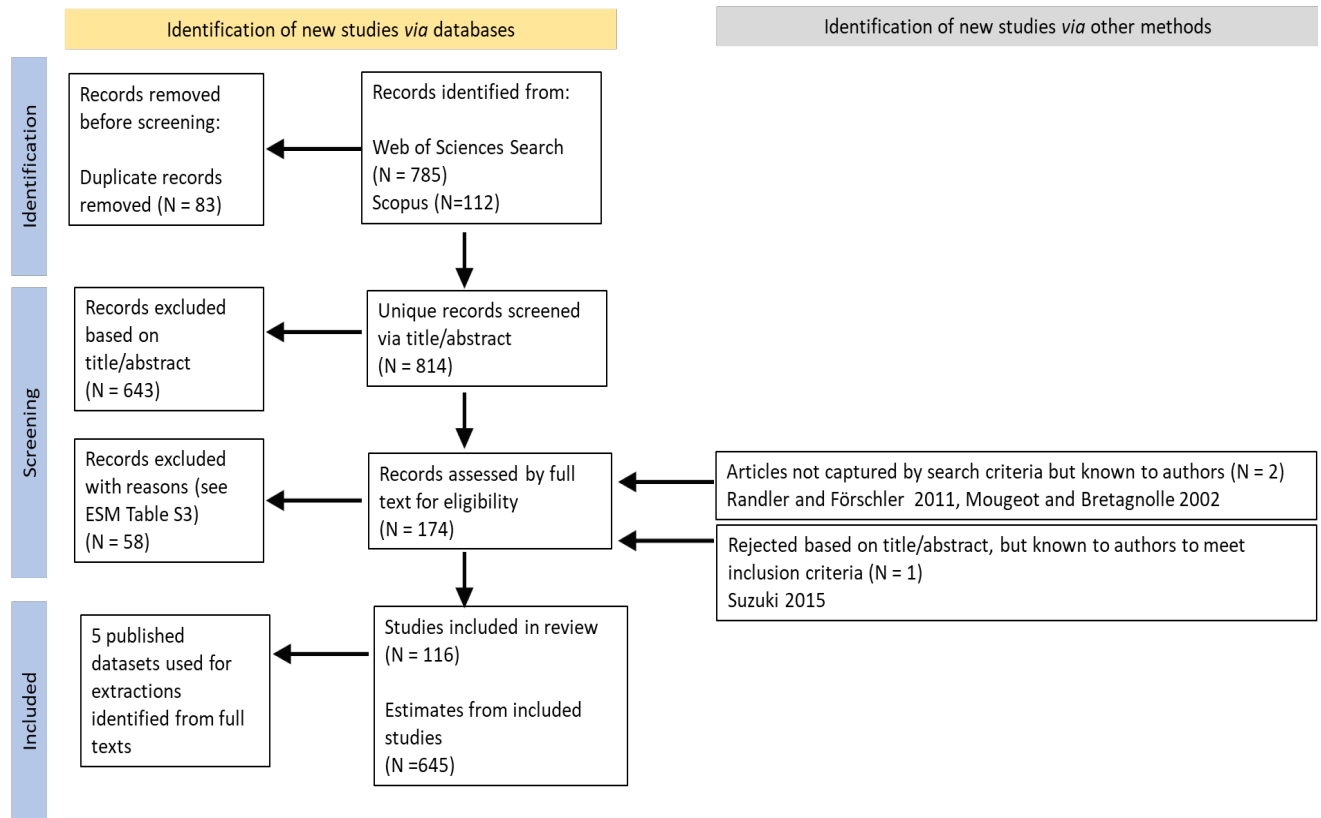 Identification of new studies via databases
Identification of new studies via other methods
Identification
Records removed
before screening:
Duplicate records
removed (N = 83)
Records identified from:
Web of Sciences Search
(N = 785)
Scopus (N=112)
Screening
Records excluded
based on
title/abstract
(N = 643)
Unique records screened
via title/abstract
(N = 814)
Records excluded
with reasons (see
ESM Table S3)
(N = 58)
Records assessed by full
text for eligibility
(N = 174)
Articles not captured by search criteria but known to authors (N = 2)
Randler and Förschler 2011, Mougeot and Bretagnolle 2002
Rejected based on title/abstract, but known to authors to meet
inclusion criteria (N = 1)
Suzuki 2015
Included
5 published
datasets used for
extractions
identified from full
texts
Studies included in review
(N = 116)
Estimates from included
studies
(N =645)